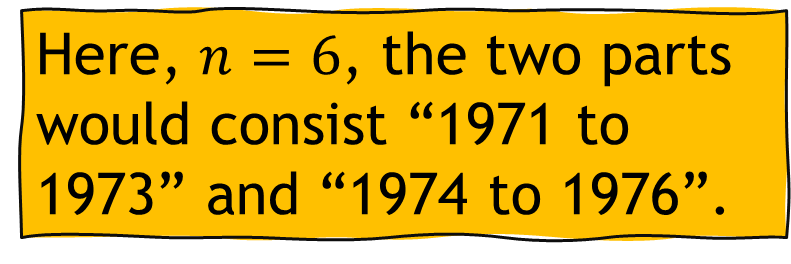 Here, n = 6, the two parts
would consist “1971 to
1973” and “1974 to 1976”.